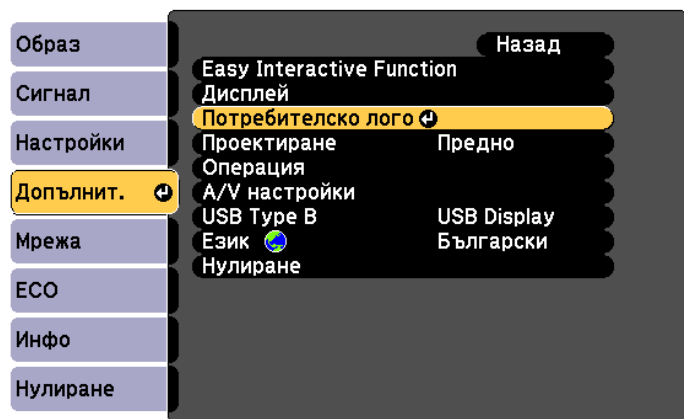 Образ
Сигнал
Настройки
Допълнит.
Мрежа
ECO
Инфо
Нулиране
Назад
Easy Interactive Function
Дисплей
Потребителско лого
Проектиране Предно
Операция
A/V настройки
USB Type B USB Display
Език Български
Нулиране